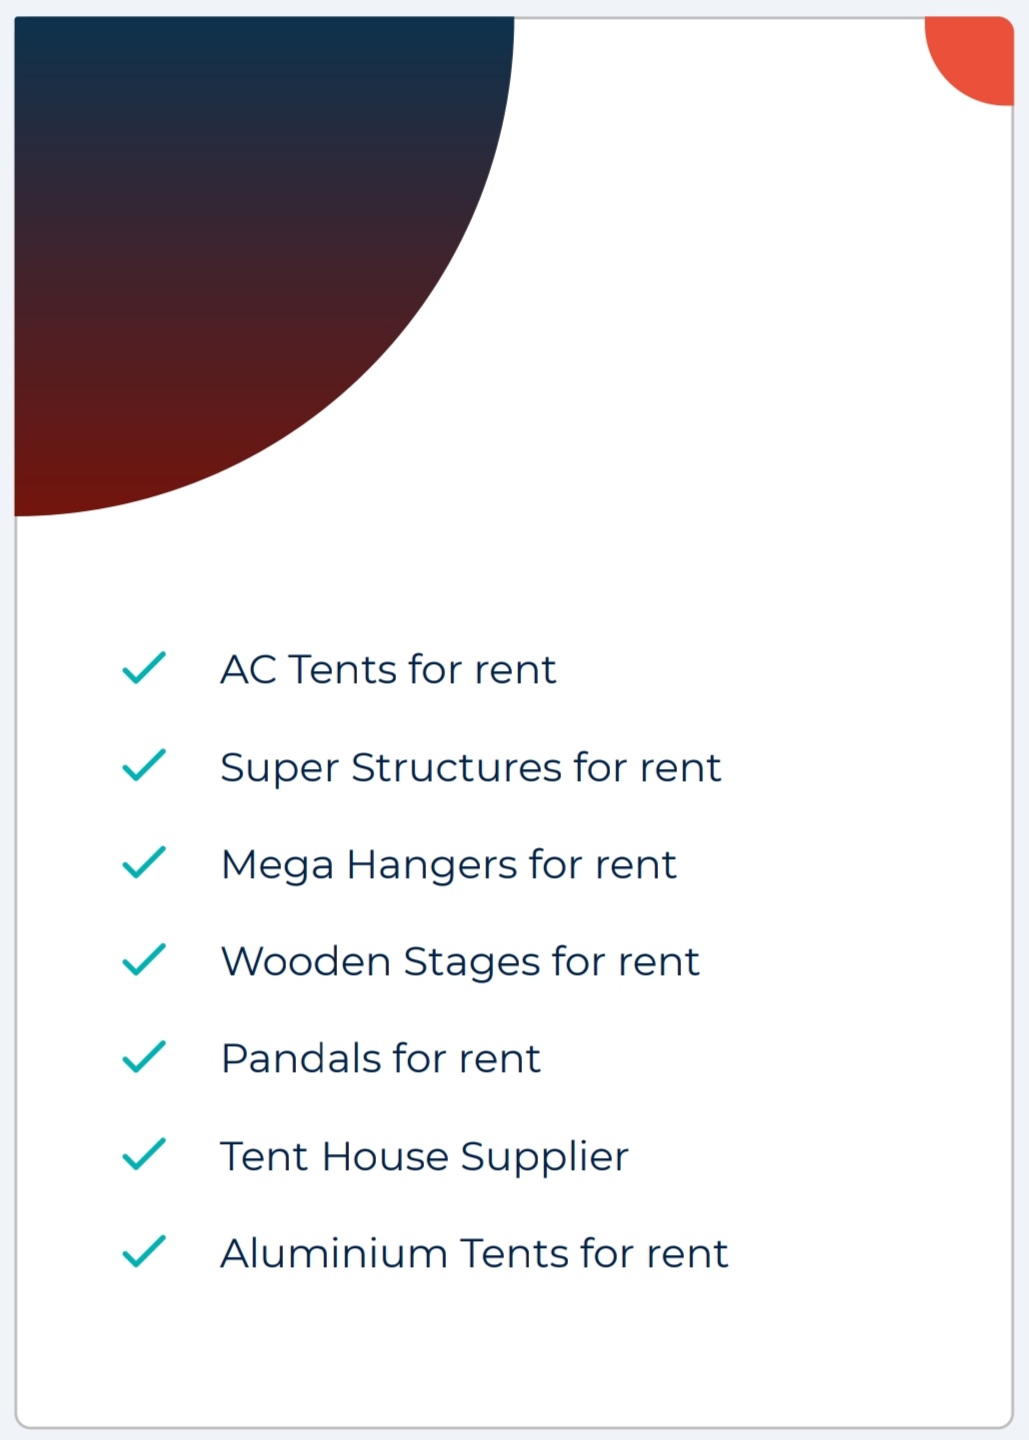 AC Tents for rent
Super Structures for rent
Mega Hangers for rent
Wooden Stages for rent
Pandals for rent
Tent House Supplier
Aluminium Tents for rent